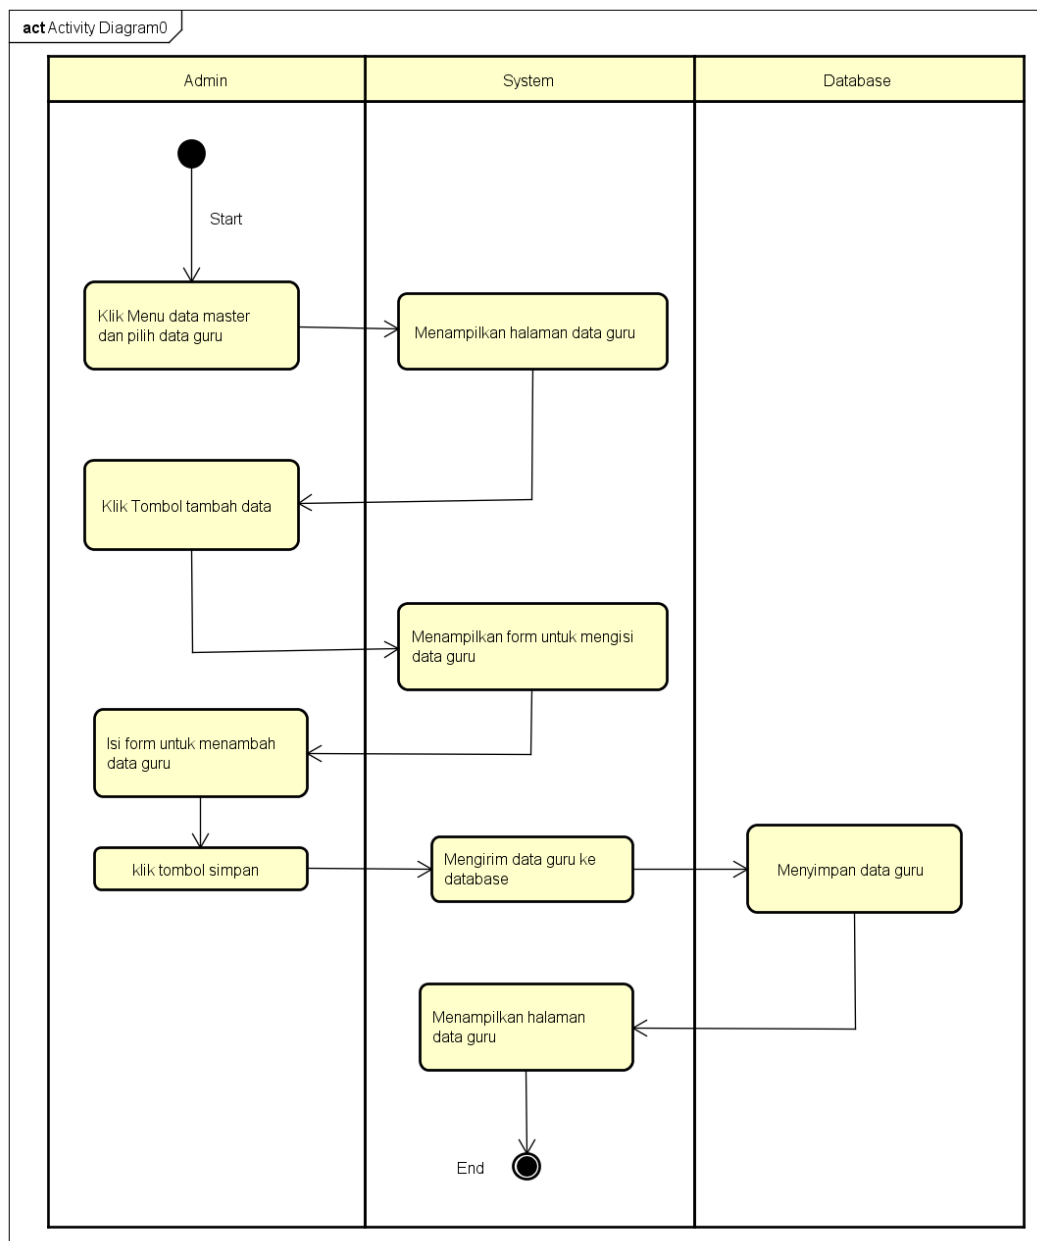 act Activity Diagram0
Admin
System
Database
Start
Klik Menu data master
dan pilih data guru
Menampilkan halaman data guru
Klik Tombol tambah data
Menampilkan form untuk mengisi
data guru
Isi form untuk menambah
data guru
klik tombol simpan
Mengirim data guru ke
database
Menyimpan data guru
Menampilkan halaman
data guru
End